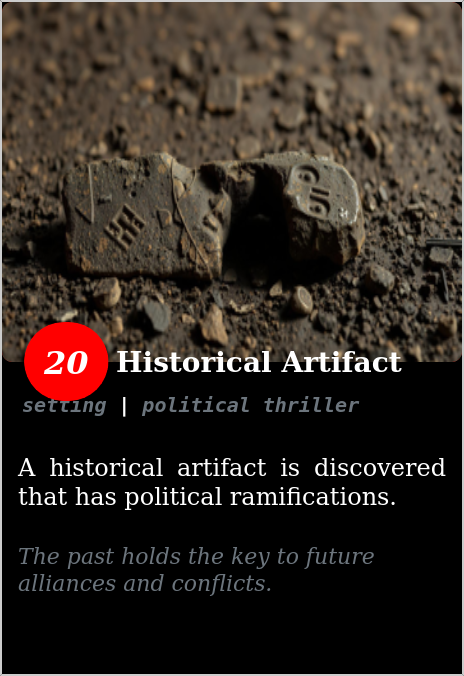 20 Historical Artifact
setting | political thriller
A historical artifact is discovered
that has political ramifications.
The past holds the key to future
alliances and conflicts.